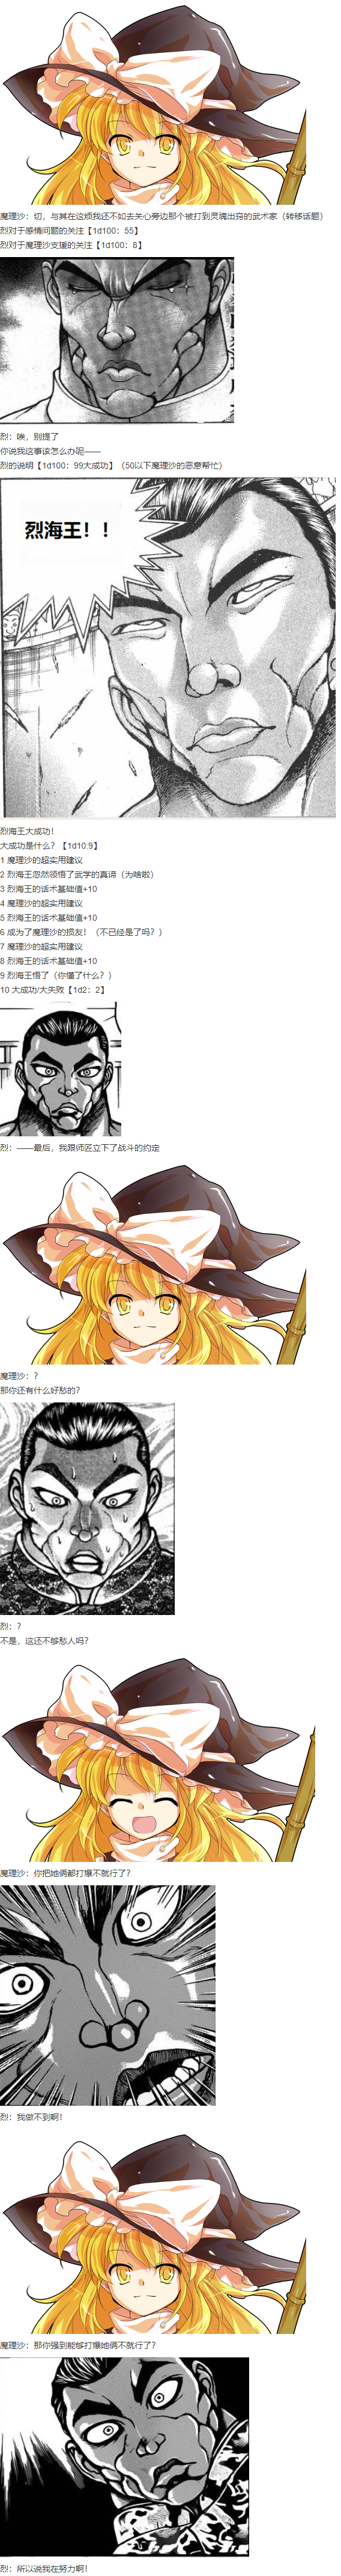 魔理沙：切，与其在这烦我还不如去关心旁边那个被打到灵魂出窍的武术家（转移话题）
烈对于感情问题的关注【1d100：55】
烈对于魔理沙支援的关注【1d100：8】
烈：唉，别提了
你说我这事该怎么办呢——
烈的说明【1d100：99大成功】（50以下魔理沙的恶意帮忙）
烈海王！！
烈海王大成功！
大成功是什么？【1d10:9】
1 魔理沙的超实用建议
2 烈海王忽然领悟了武学的真谛（为啥啦）
3 烈海王的话术基础值+10
4 魔理沙的超实用建议
5 烈海王的话术基础值+10
6 成为了魔理沙的损友！（不已经是了吗？）
7 魔理沙的超实用建议
8 烈海王的话术基础值+10
9 烈海王悟了（你懂了什么？）
10 大成功/大失败【1d2：2】
烈：——最后，我跟师匠立下了战斗的约定
魔理沙：？
那你还有什么好愁的？
烈：？
不是，这还不够愁人吗？
魔理沙：你把她俩都打爆不就行了？
烈：我做不到啊！
魔理沙：那你强到能够打爆她俩不就行了？
烈：所以说我在努力啊！